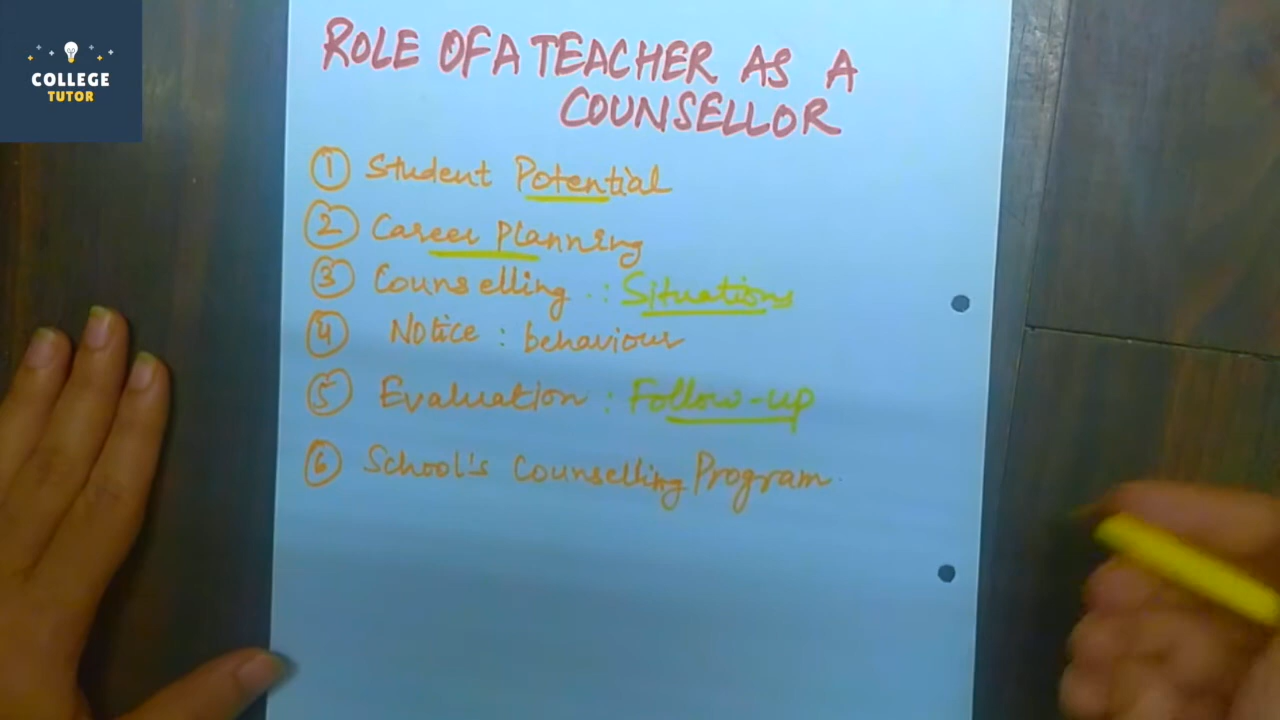 COLLEGE
TUTOR
ROLE OF A TEACHER AS A
COUNSELLOR
① Student Potential
② Career Planning
③ Counselling : Situations
④ Notice : behaviour
⑤ Evaluation : Follow-up
⑥ School's Counselling Program